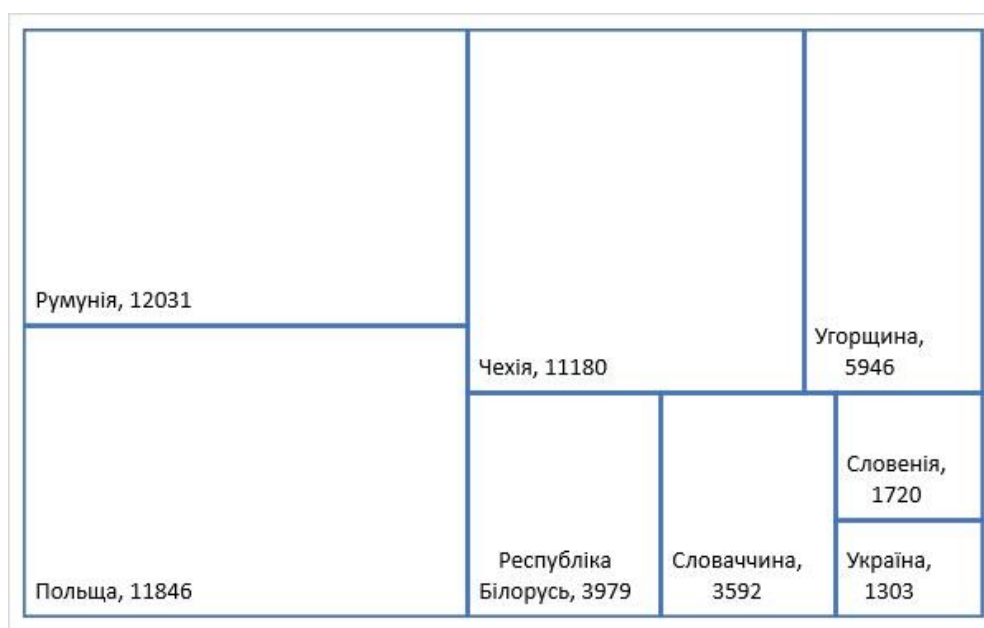 Румунія, 12031
Чехія, 11180
Угорщина,
5946
Польща, 11846
Республіка
Білорусь, 3979
Словаччина,
3592
Словенія,
1720
Україна,
1303